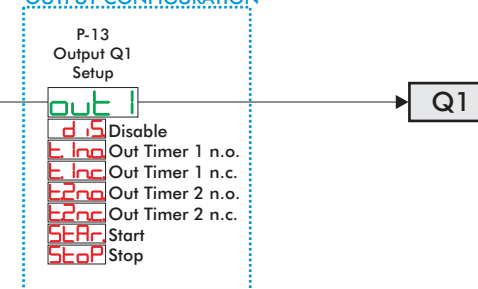 OUTPUT CONFIGURATION
P-13
Output Q1
Setup
out 1
Q1
d iS Disable
t. 1no. Out Timer 1 n.o.
t. 1nc. Out Timer 1 n.c.
t2no. Out Timer 2 n.o.
t2nc. Out Timer 2 n.c.
StAr. Start
StoP Stop